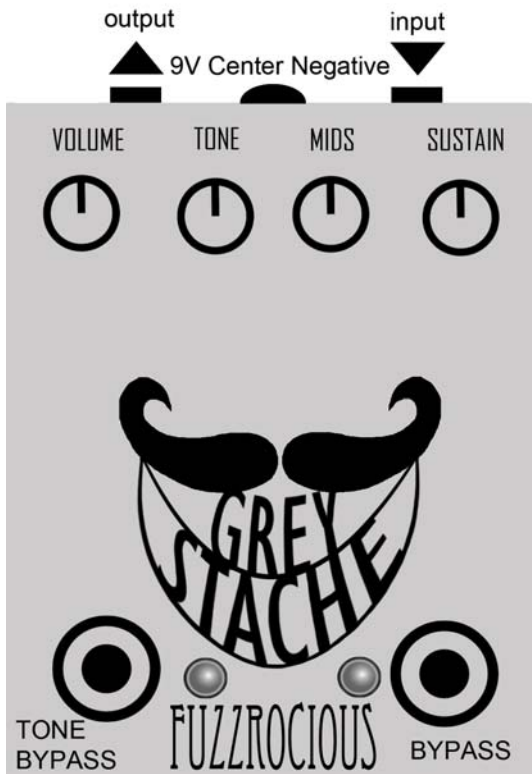 output
input
9V Center Negative
VOLUME
TONE
MIDS
SUSTAIN
GREY
STACHE
TONE
BYPASS
FUZZROCIOUS
BYPASS